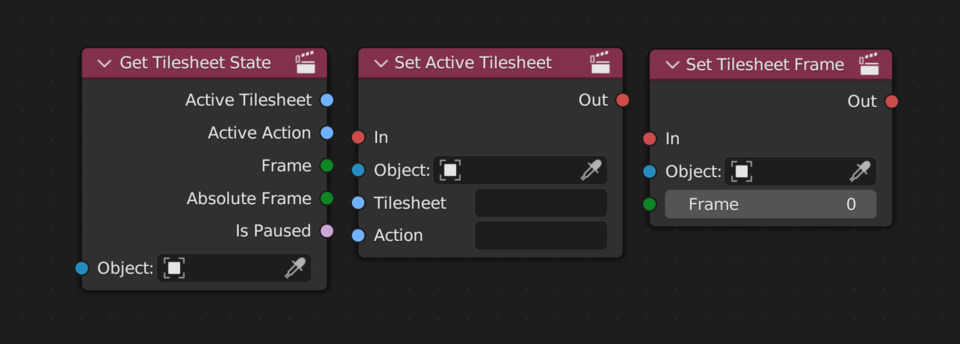 Get Tilesheet State
Active Tilesheet
Active Action
Frame
Absolute Frame
Is Paused
Object:
Set Active Tilesheet
Out
In
Object:
Tilesheet
Action
Set Tilesheet Frame
Out
In
Object:
Frame 0